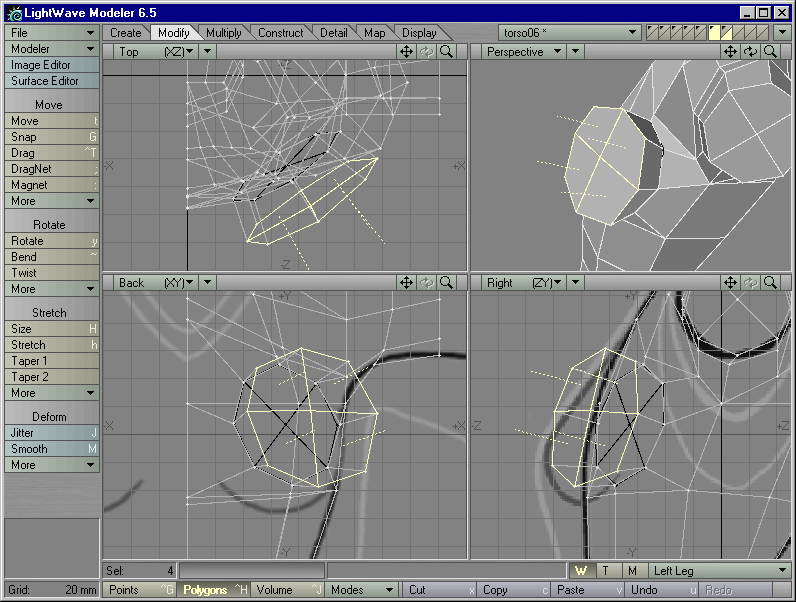 LightWave Modeler 6.5
File
Create Modify Multiply Construct Detail Map Display
torso06 *
Modeler
Top (XZ)
Perspective
Image Editor
Surface Editor
Move
Move t
Snap G
Drag ^T
DragNet ;
Magnet :
More
Rotate
Rotate y
Bend ~
Twist
More
Stretch
Size H
Stretch h
Taper 1
Taper 2
More
Deform
Jitter J
Smooth M
More
-Z
-X
+X
-Z
Back (XY)
Right (ZY)
+Y
+Y
-X
+X
-Z
+Z
-Y
-Y
Sel: 4
W T M Left Leg
Grid: 20 mm
Points ^G Polygons ^H Volume ^J Modes Cut x Copy c Paste v Undo u Redo